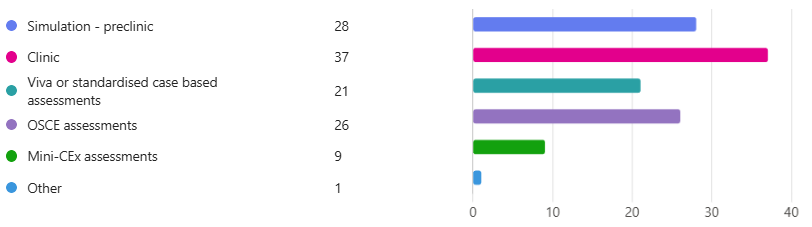 Simulation - preclinic 28
Clinic 37
Viva or standardised case based
assessments 21
OSCE assessments 26
Mini-CEx assessments 9
Other 1
0 10 20 30 40